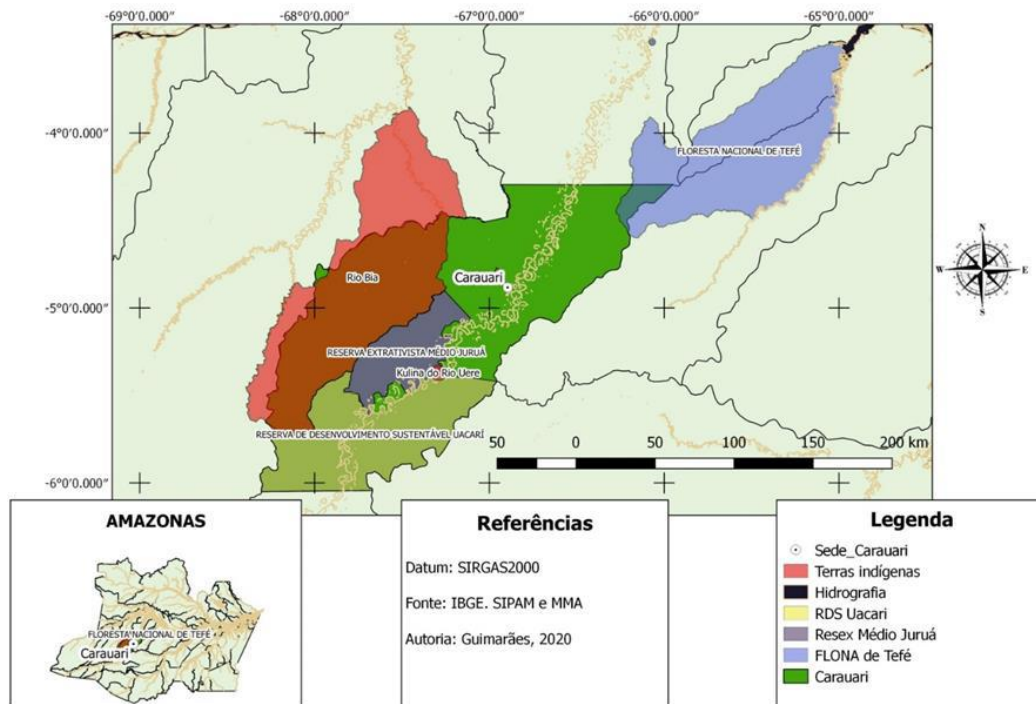 -69°0'0.000"
-68°0'0.000"
-67°0'0.000"
-66°0'0.000"
-65°0'0.000"
-4°0'0.000"
FLORESTA NACIONAL DE TEFÉ
Rio Bia
Carauari
N
W
E
S
-5°0'0.000"
RESERVA EXTRATIVISTA MÉDIO JURUÁ
Kulina do Rio Uere
RESERVA DE DESENVOLVIMENTO SUSTENTÁVEL UACARÍ
50 0 50 100 150 200 km
-6°0'0.000"
AMAZONAS
FLORESTA NACIONAL DE TEFÉ
Carauari
Referências
Datum: SIRGAS2000
Fonte: IBGE. SIPAM e MMA
Autoria: Guimarães, 2020
Legenda
Sede_Carauari
Terras indígenas
Hidrografia
RDS Uacari
Resex Médio Juruá
FLONA de Tefé
Carauari